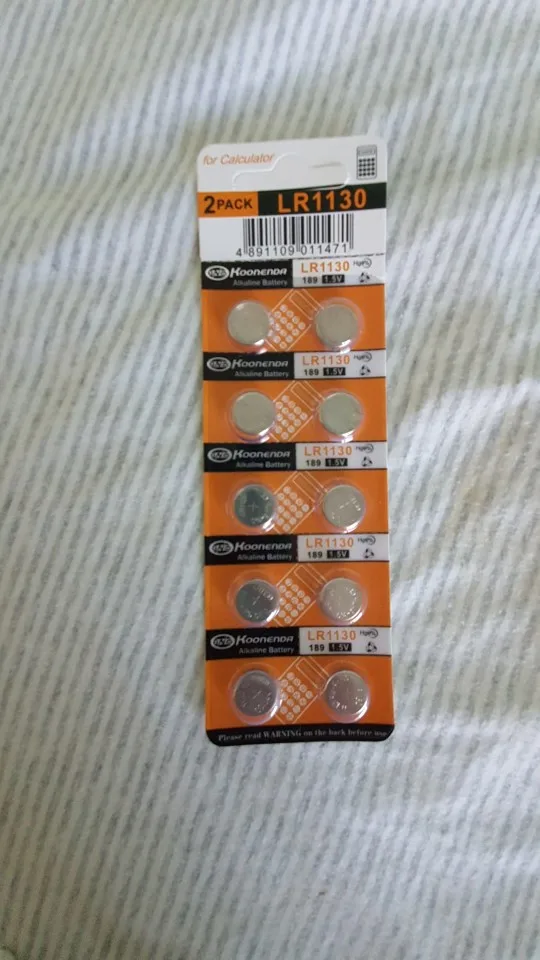 for Calculator
2 PACK LR1130
4 891109 011471
KOONENDA LR1130
Alkaline Battery 189 1.5V
KOONENDA LR1130
Alkaline Battery 189 1.5V
KOONENDA LR1130
Alkaline Battery 189 1.5V
KOONENDA LR1130
Alkaline Battery 189 1.5V
KOONENDA LR1130
Alkaline Battery 189 1.5V
Please read WARNING on the back before use